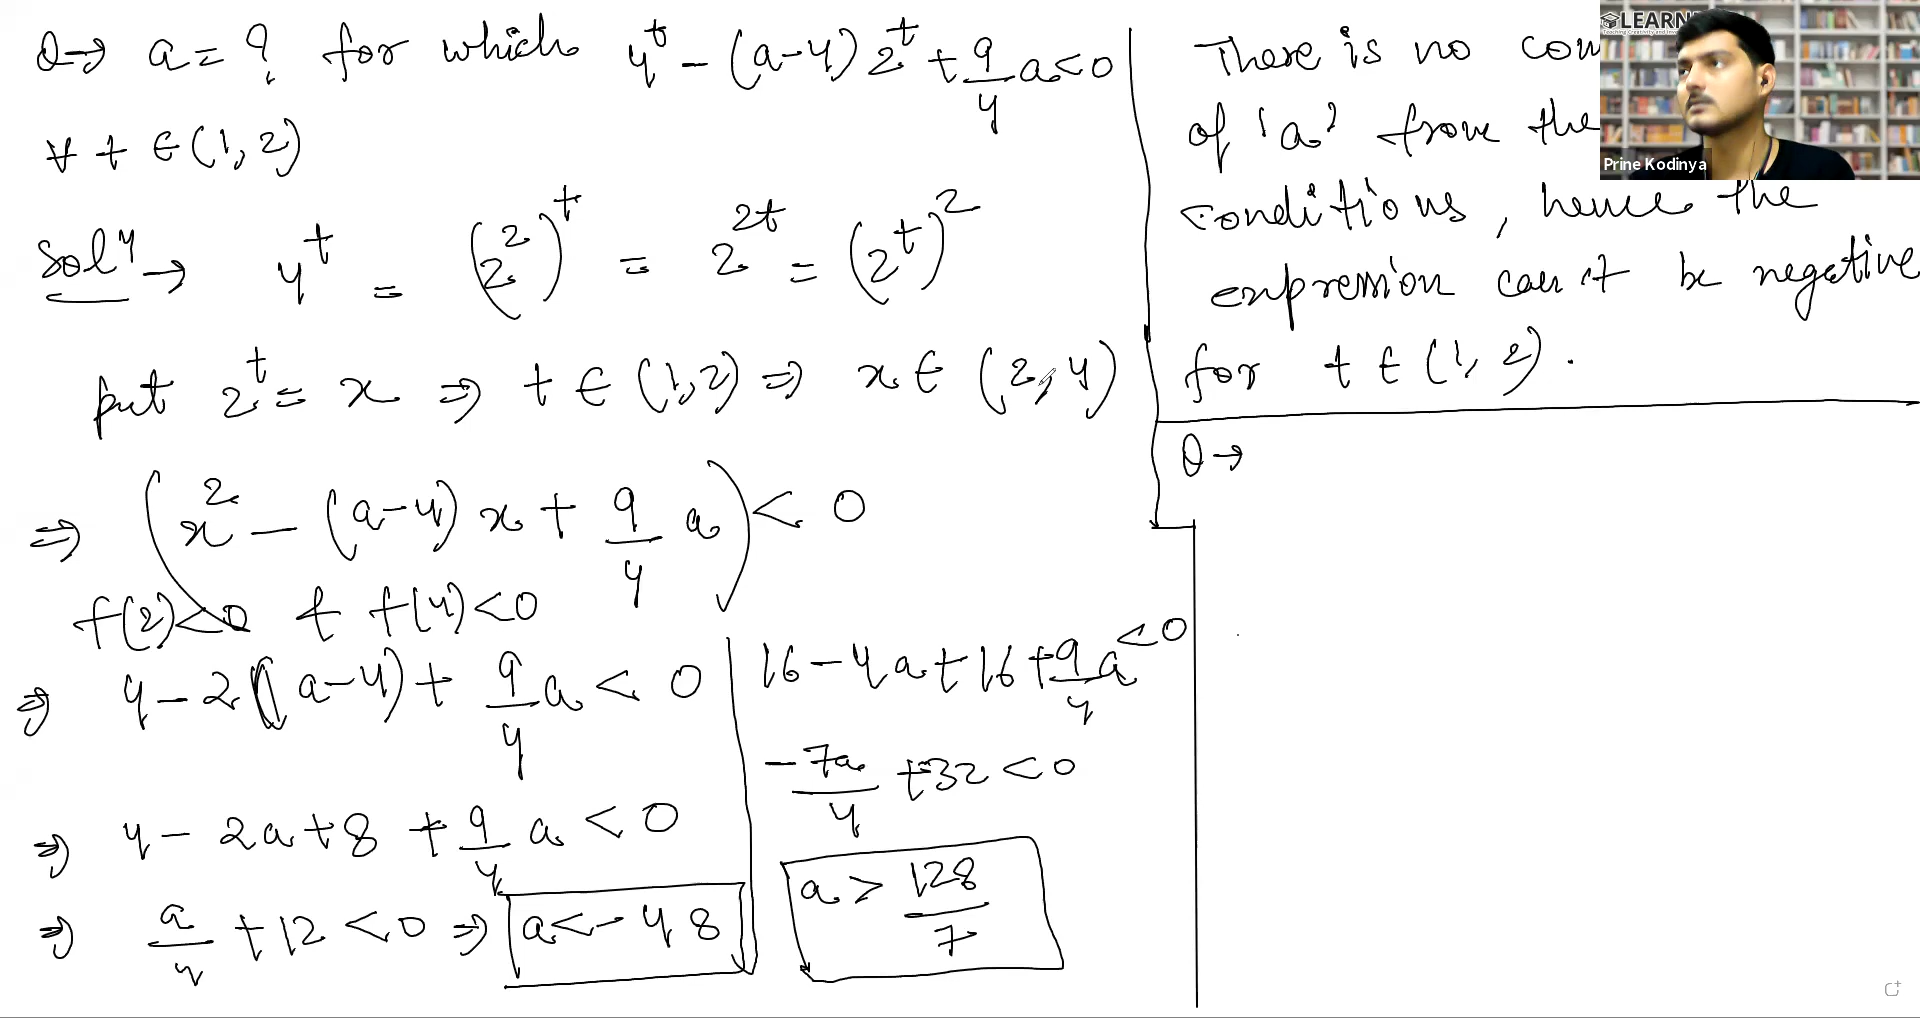 Q→ a = ? for which 4^t - (a-4) 2^t + 9/4 a < 0
∀ t ∈ (1, 2)
Sol^n → 4^t = (2^2)^t = 2^2t = (2^t)^2
put 2^t = x ⇒ t ∈ (1, 2) ⇒ x ∈ (2, 4)
⇒ (x^2 - (a-4) x + 9/4 a) < 0
f(2) < 0 & f(4) < 0
⇒ 4 - 2(a-4) + 9/4 a < 0
⇒ 4 - 2a + 8 + 9/4 a < 0
⇒ a/4 + 12 < 0 ⇒ a < -48
16 - 4a + 16 + 9/4 a < 0
-7a/4 + 32 < 0
a > 128/7
There is no com
of 'a' from the
conditions, hence the
expression can't be negative
for t ∈ (1, 2).
Q→
LEARN
Prine Kodinya